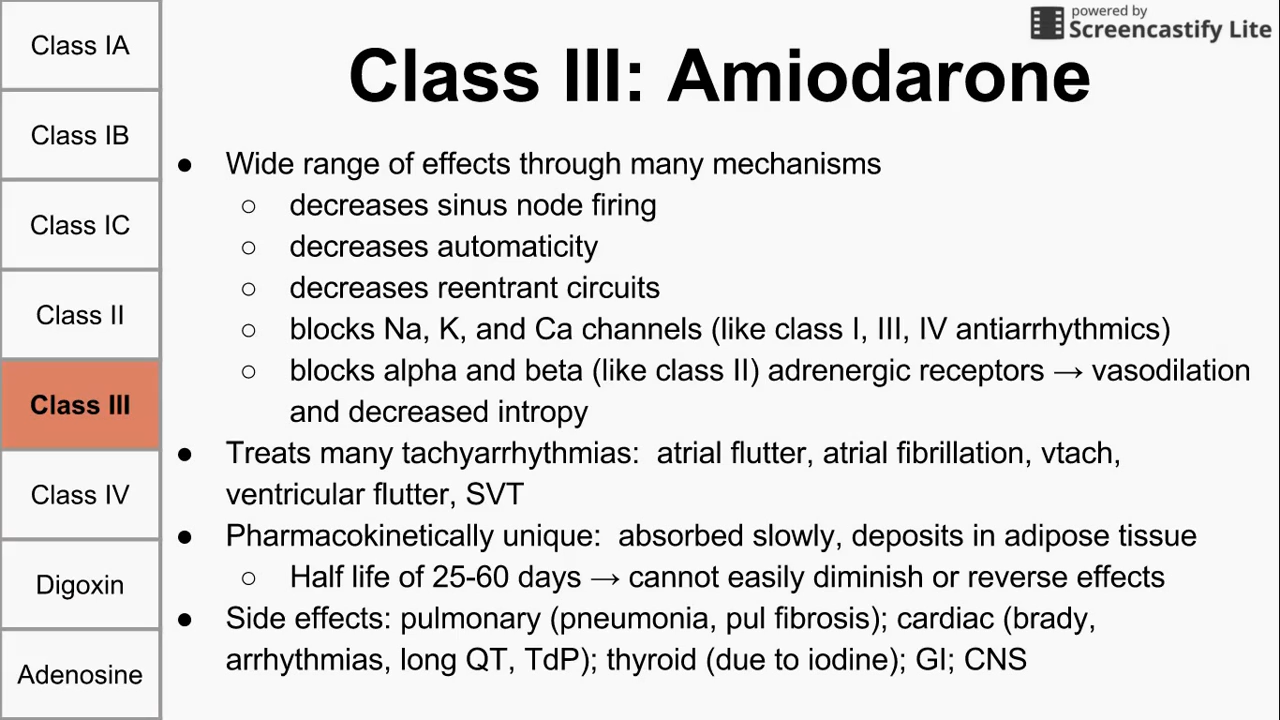 Class IA
Class IB
Class IC
Class II
Class III
Class IV
Digoxin
Adenosine
powered by
Screencastify Lite
Class III: Amiodarone
● Wide range of effects through many mechanisms
○ decreases sinus node firing
○ decreases automaticity
○ decreases reentrant circuits
○ blocks Na, K, and Ca channels (like class I, III, IV antiarrhythmics)
○ blocks alpha and beta (like class II) adrenergic receptors → vasodilation
and decreased intropy
● Treats many tachyarrhythmias: atrial flutter, atrial fibrillation, vtach,
ventricular flutter, SVT
● Pharmacokinetically unique: absorbed slowly, deposits in adipose tissue
○ Half life of 25-60 days → cannot easily diminish or reverse effects
● Side effects: pulmonary (pneumonia, pul fibrosis); cardiac (brady,
arrhythmias, long QT, TdP); thyroid (due to iodine); GI; CNS